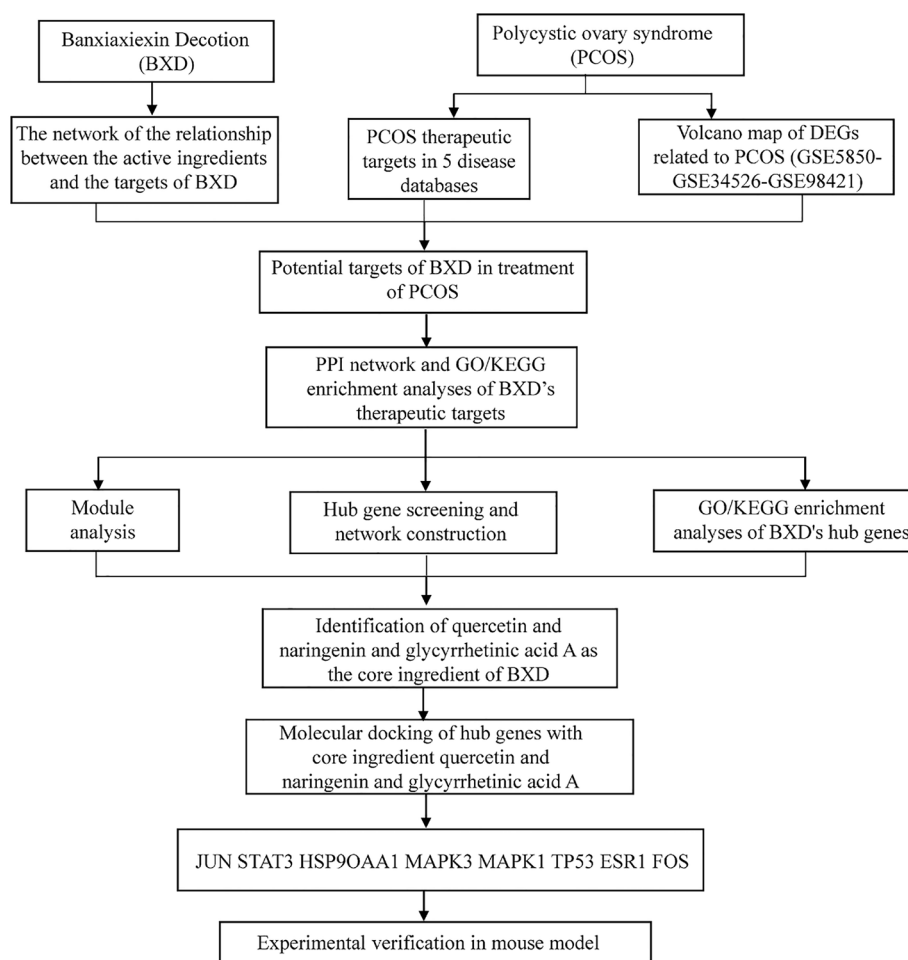 Banxiaxiexin Decotion
(BXD)
Polycystic ovary syndrome
(PCOS)
The network of the relationship
between the active ingredients
and the targets of BXD
PCOS therapeutic
targets in 5 disease
databases
Volcano map of DEGs
related to PCOS (GSE5850-
GSE34526-GSE98421)
Potential targets of BXD in treatment
of PCOS
PPI network and GO/KEGG
enrichment analyses of BXD’s
therapeutic targets
Module
analysis
Hub gene screening and
network construction
GO/KEGG enrichment
analyses of BXD's hub genes
Identification of quercetin and
naringenin and glycyrrhetinic acid A as
the core ingredient of BXD
Molecular docking of hub genes with
core ingredient quercetin and
naringenin and glycyrrhetinic acid A
JUN STAT3 HSP9OAA1 MAPK3 MAPK1 TP53 ESR1 FOS
Experimental verification in mouse model